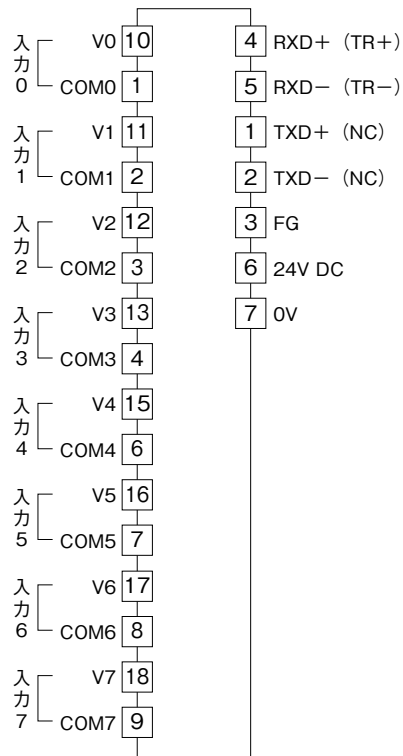 入力0 V0 10
COM0 1
入力1 V1 11
COM1 2
入力2 V2 12
COM2 3
入力3 V3 13
COM3 4
入力4 V4 15
COM4 6
入力5 V5 16
COM5 7
入力6 V6 17
COM6 8
入力7 V7 18
COM7 9
4 RXD+（TR+）
5 RXD−（TR−）
1 TXD+（NC）
2 TXD−（NC）
3 FG
6 24V DC
7 0V